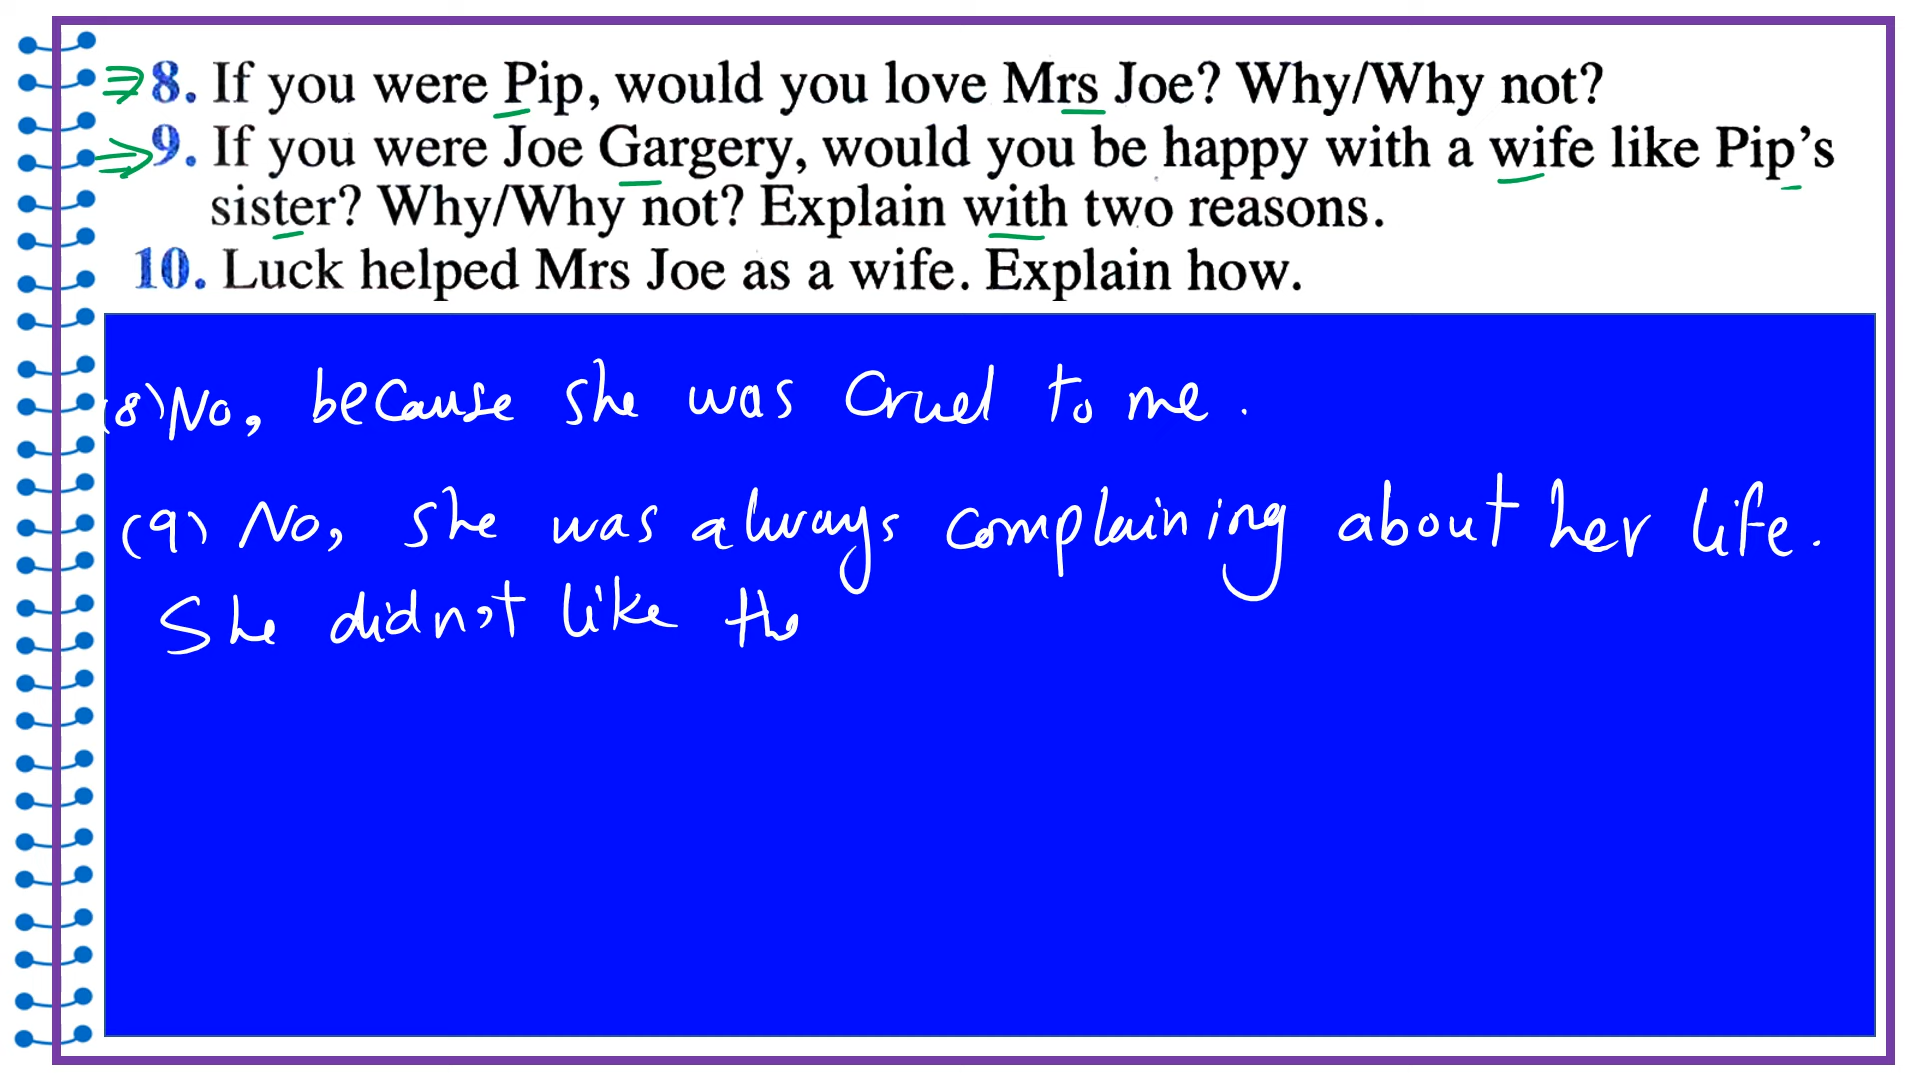 8. If you were Pip, would you love Mrs Joe? Why/Why not?
9. If you were Joe Gargery, would you be happy with a wife like Pip's
sister? Why/Why not? Explain with two reasons.
10. Luck helped Mrs Joe as a wife. Explain how.
(8) No, because she was cruel to me.
(9) No, she was always complaining about her life.
She didn't like the